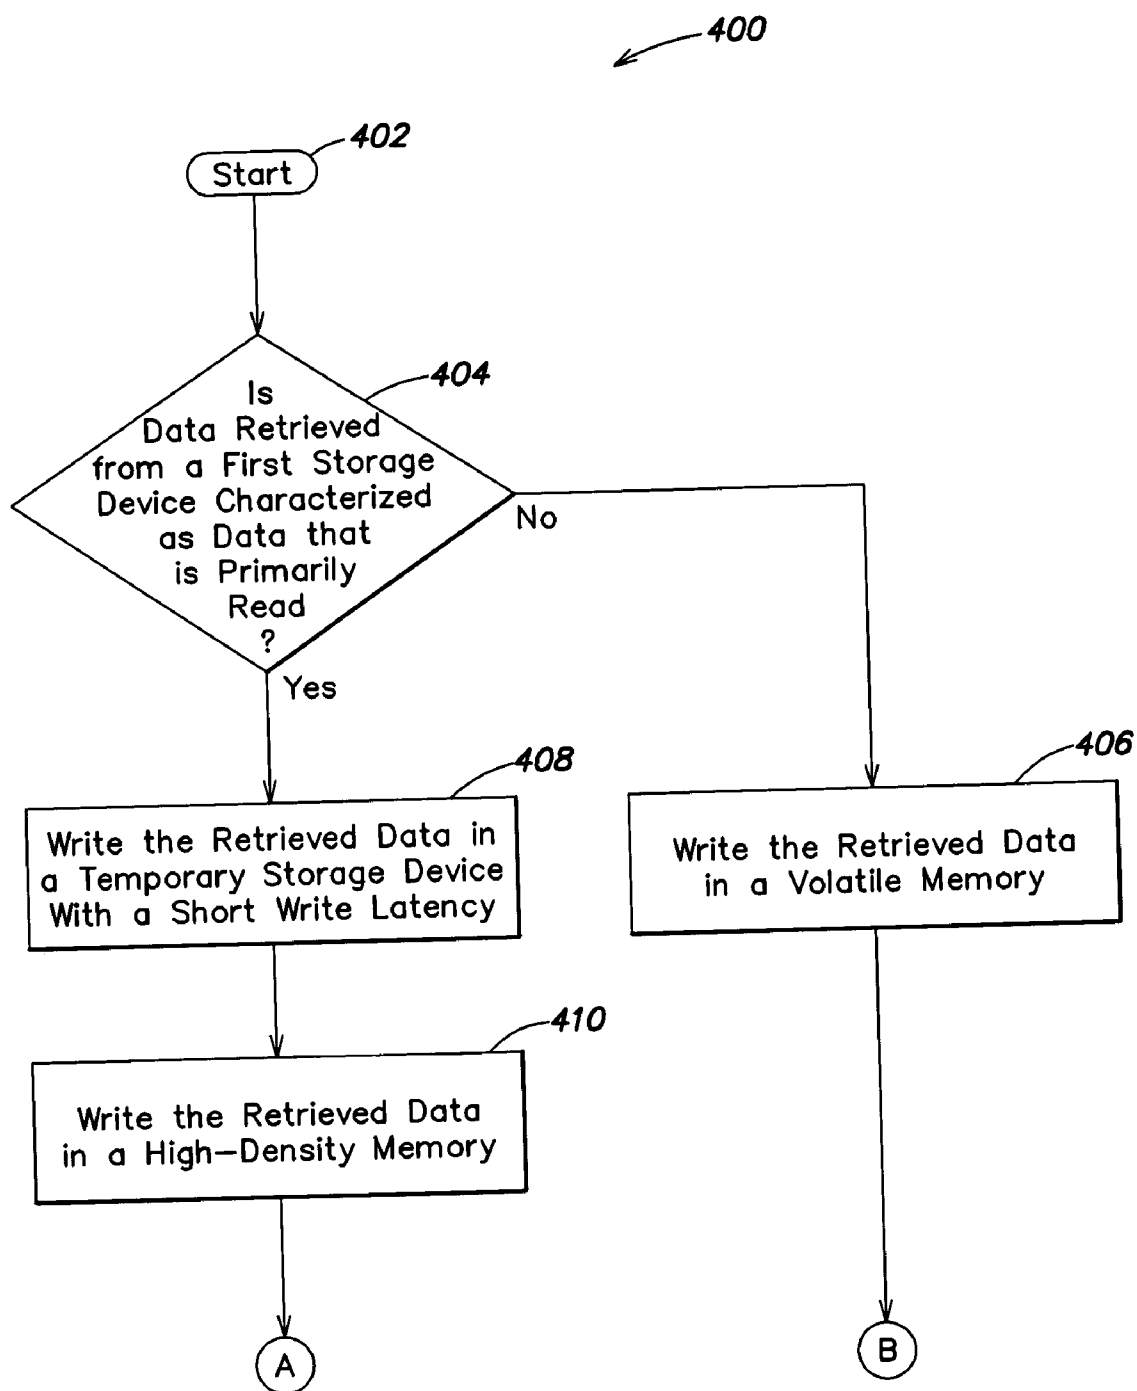 400
402
Start
404
Is
Data Retrieved
from a First Storage
Device Characterized
as Data that
is Primarily
Read
?
No
Yes
408
406
Write the Retrieved Data in
a Temporary Storage Device
With a Short Write Latency
Write the Retrieved Data
in a Volatile Memory
410
Write the Retrieved Data
in a High-Density Memory
A
B